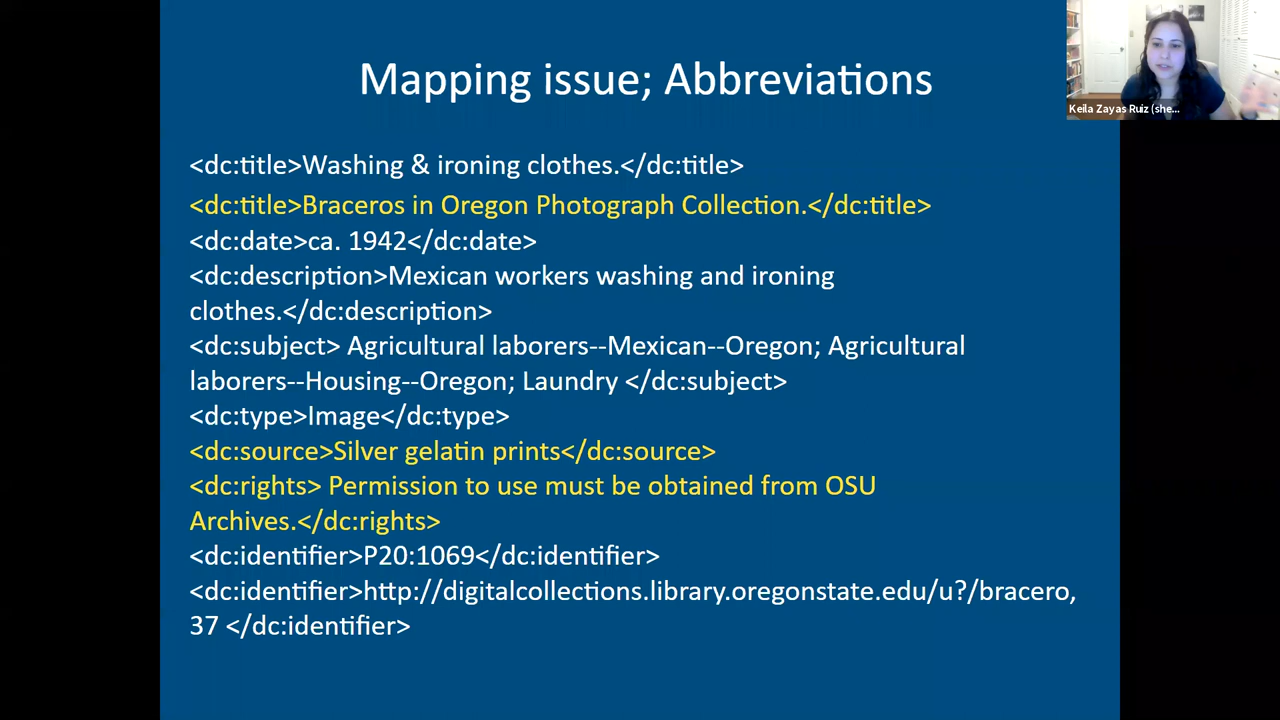 Mapping issue; Abbreviations
Keila Zayas Ruiz (she...
<dc:title>Washing & ironing clothes.</dc:title>
<dc:title>Braceros in Oregon Photograph Collection.</dc:title>
<dc:date>ca. 1942</dc:date>
<dc:description>Mexican workers washing and ironing
clothes.</dc:description>
<dc:subject> Agricultural laborers--Mexican--Oregon; Agricultural
laborers--Housing--Oregon; Laundry </dc:subject>
<dc:type>Image</dc:type>
<dc:source>Silver gelatin prints</dc:source>
<dc:rights> Permission to use must be obtained from OSU
Archives.</dc:rights>
<dc:identifier>P20:1069</dc:identifier>
<dc:identifier>http://digitalcollections.library.oregonstate.edu/u?/bracero,
37 </dc:identifier>